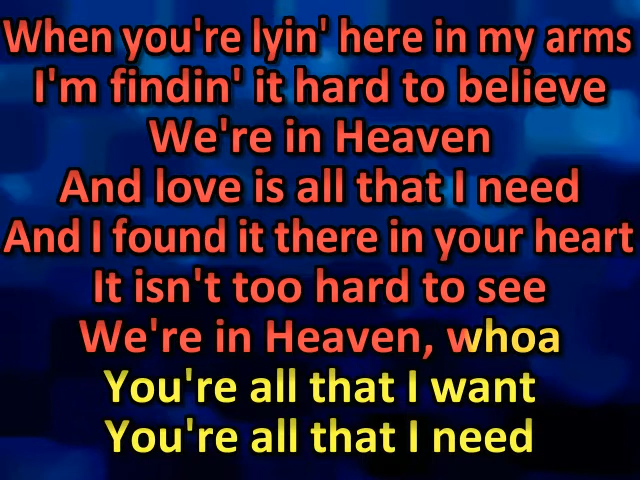 When you're lyin' here in my arms
I'm findin' it hard to believe
We're in Heaven
And love is all that I need
And I found it there in your heart
It isn't too hard to see
We're in Heaven, whoa
You're all that I want
You're all that I need